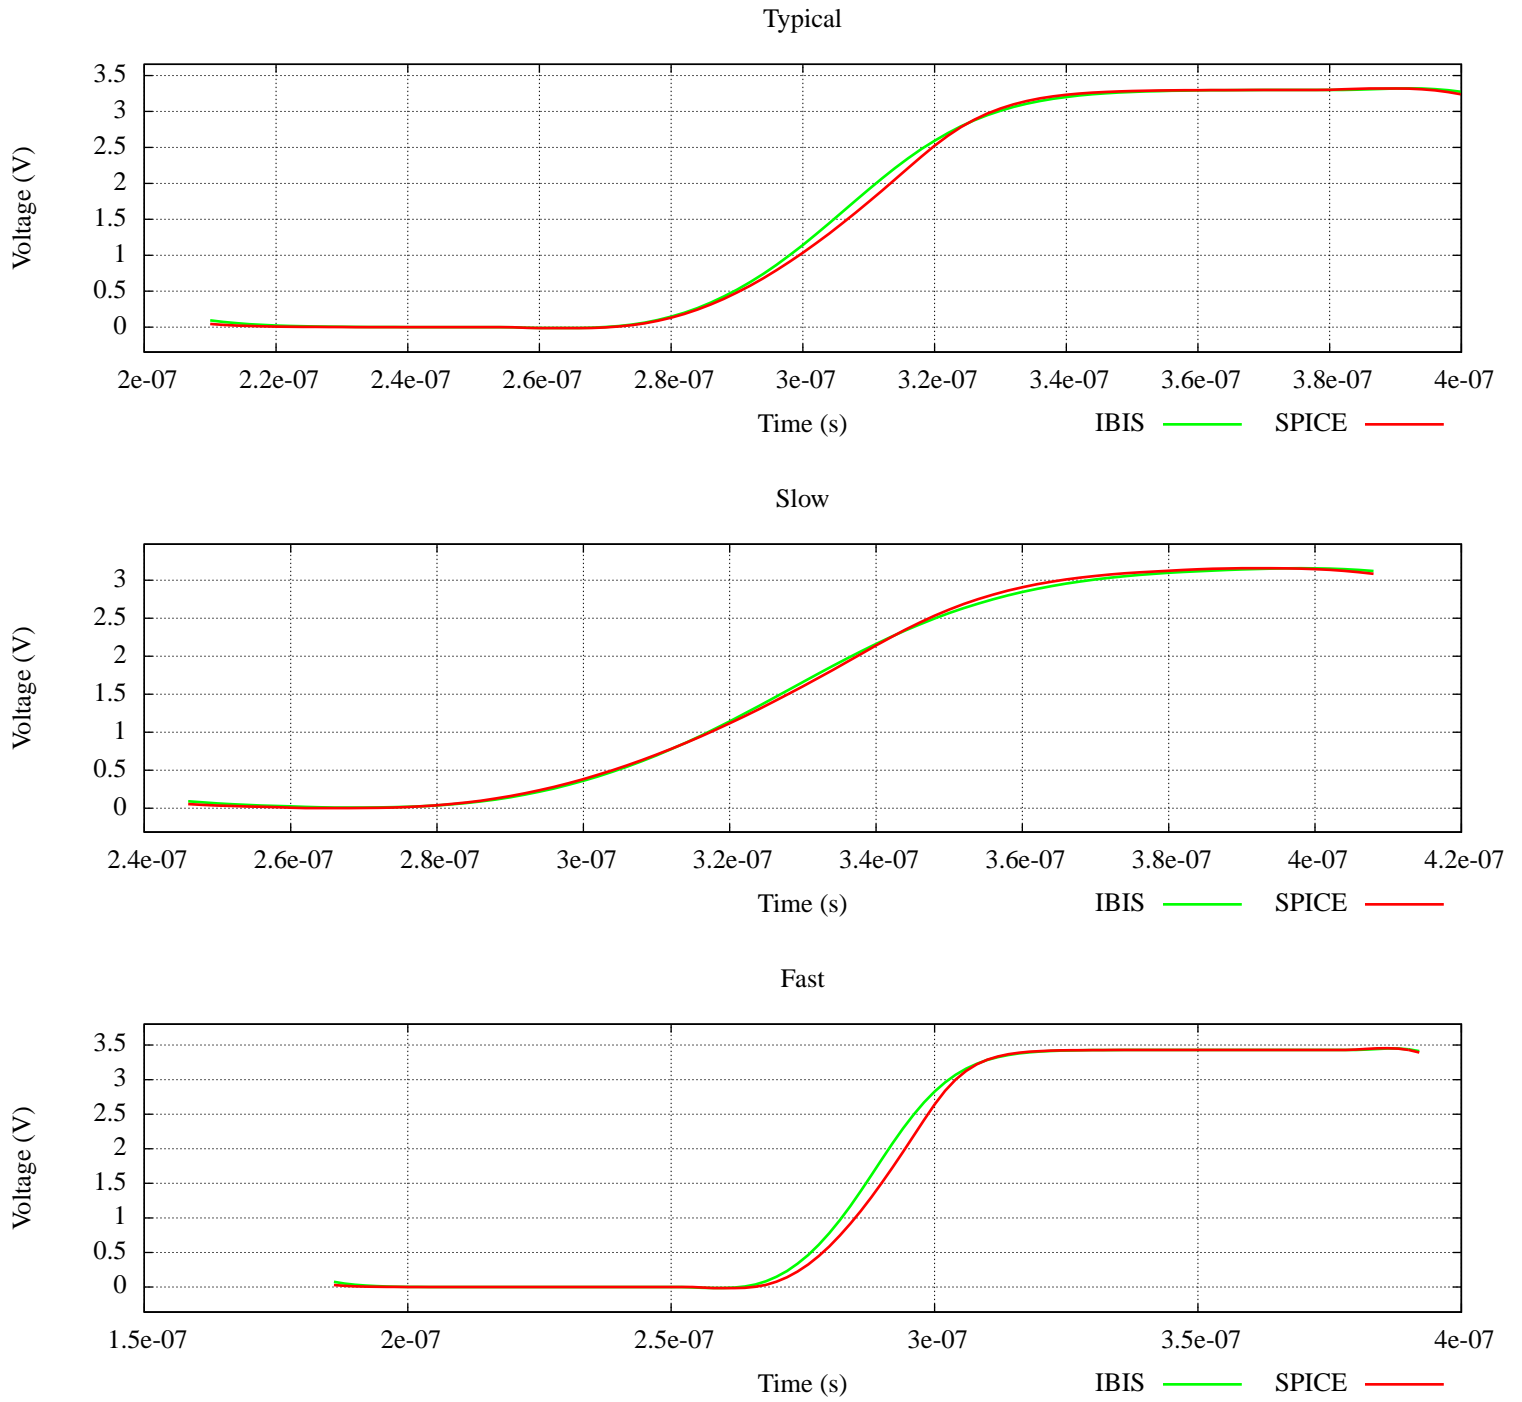 Typical
3.5
3
2.5
2
1.5
1
0.5
0
Voltage (V)
2e-07 2.2e-07 2.4e-07 2.6e-07 2.8e-07 3e-07 3.2e-07 3.4e-07 3.6e-07 3.8e-07 4e-07
Time (s) IBIS SPICE
Slow
3
2.5
2
1.5
1
0.5
0
Voltage (V)
2.4e-07 2.6e-07 2.8e-07 3e-07 3.2e-07 3.4e-07 3.6e-07 3.8e-07 4e-07 4.2e-07
Time (s) IBIS SPICE
Fast
3.5
3
2.5
2
1.5
1
0.5
0
Voltage (V)
1.5e-07 2e-07 2.5e-07 3e-07 3.5e-07 4e-07
Time (s) IBIS SPICE